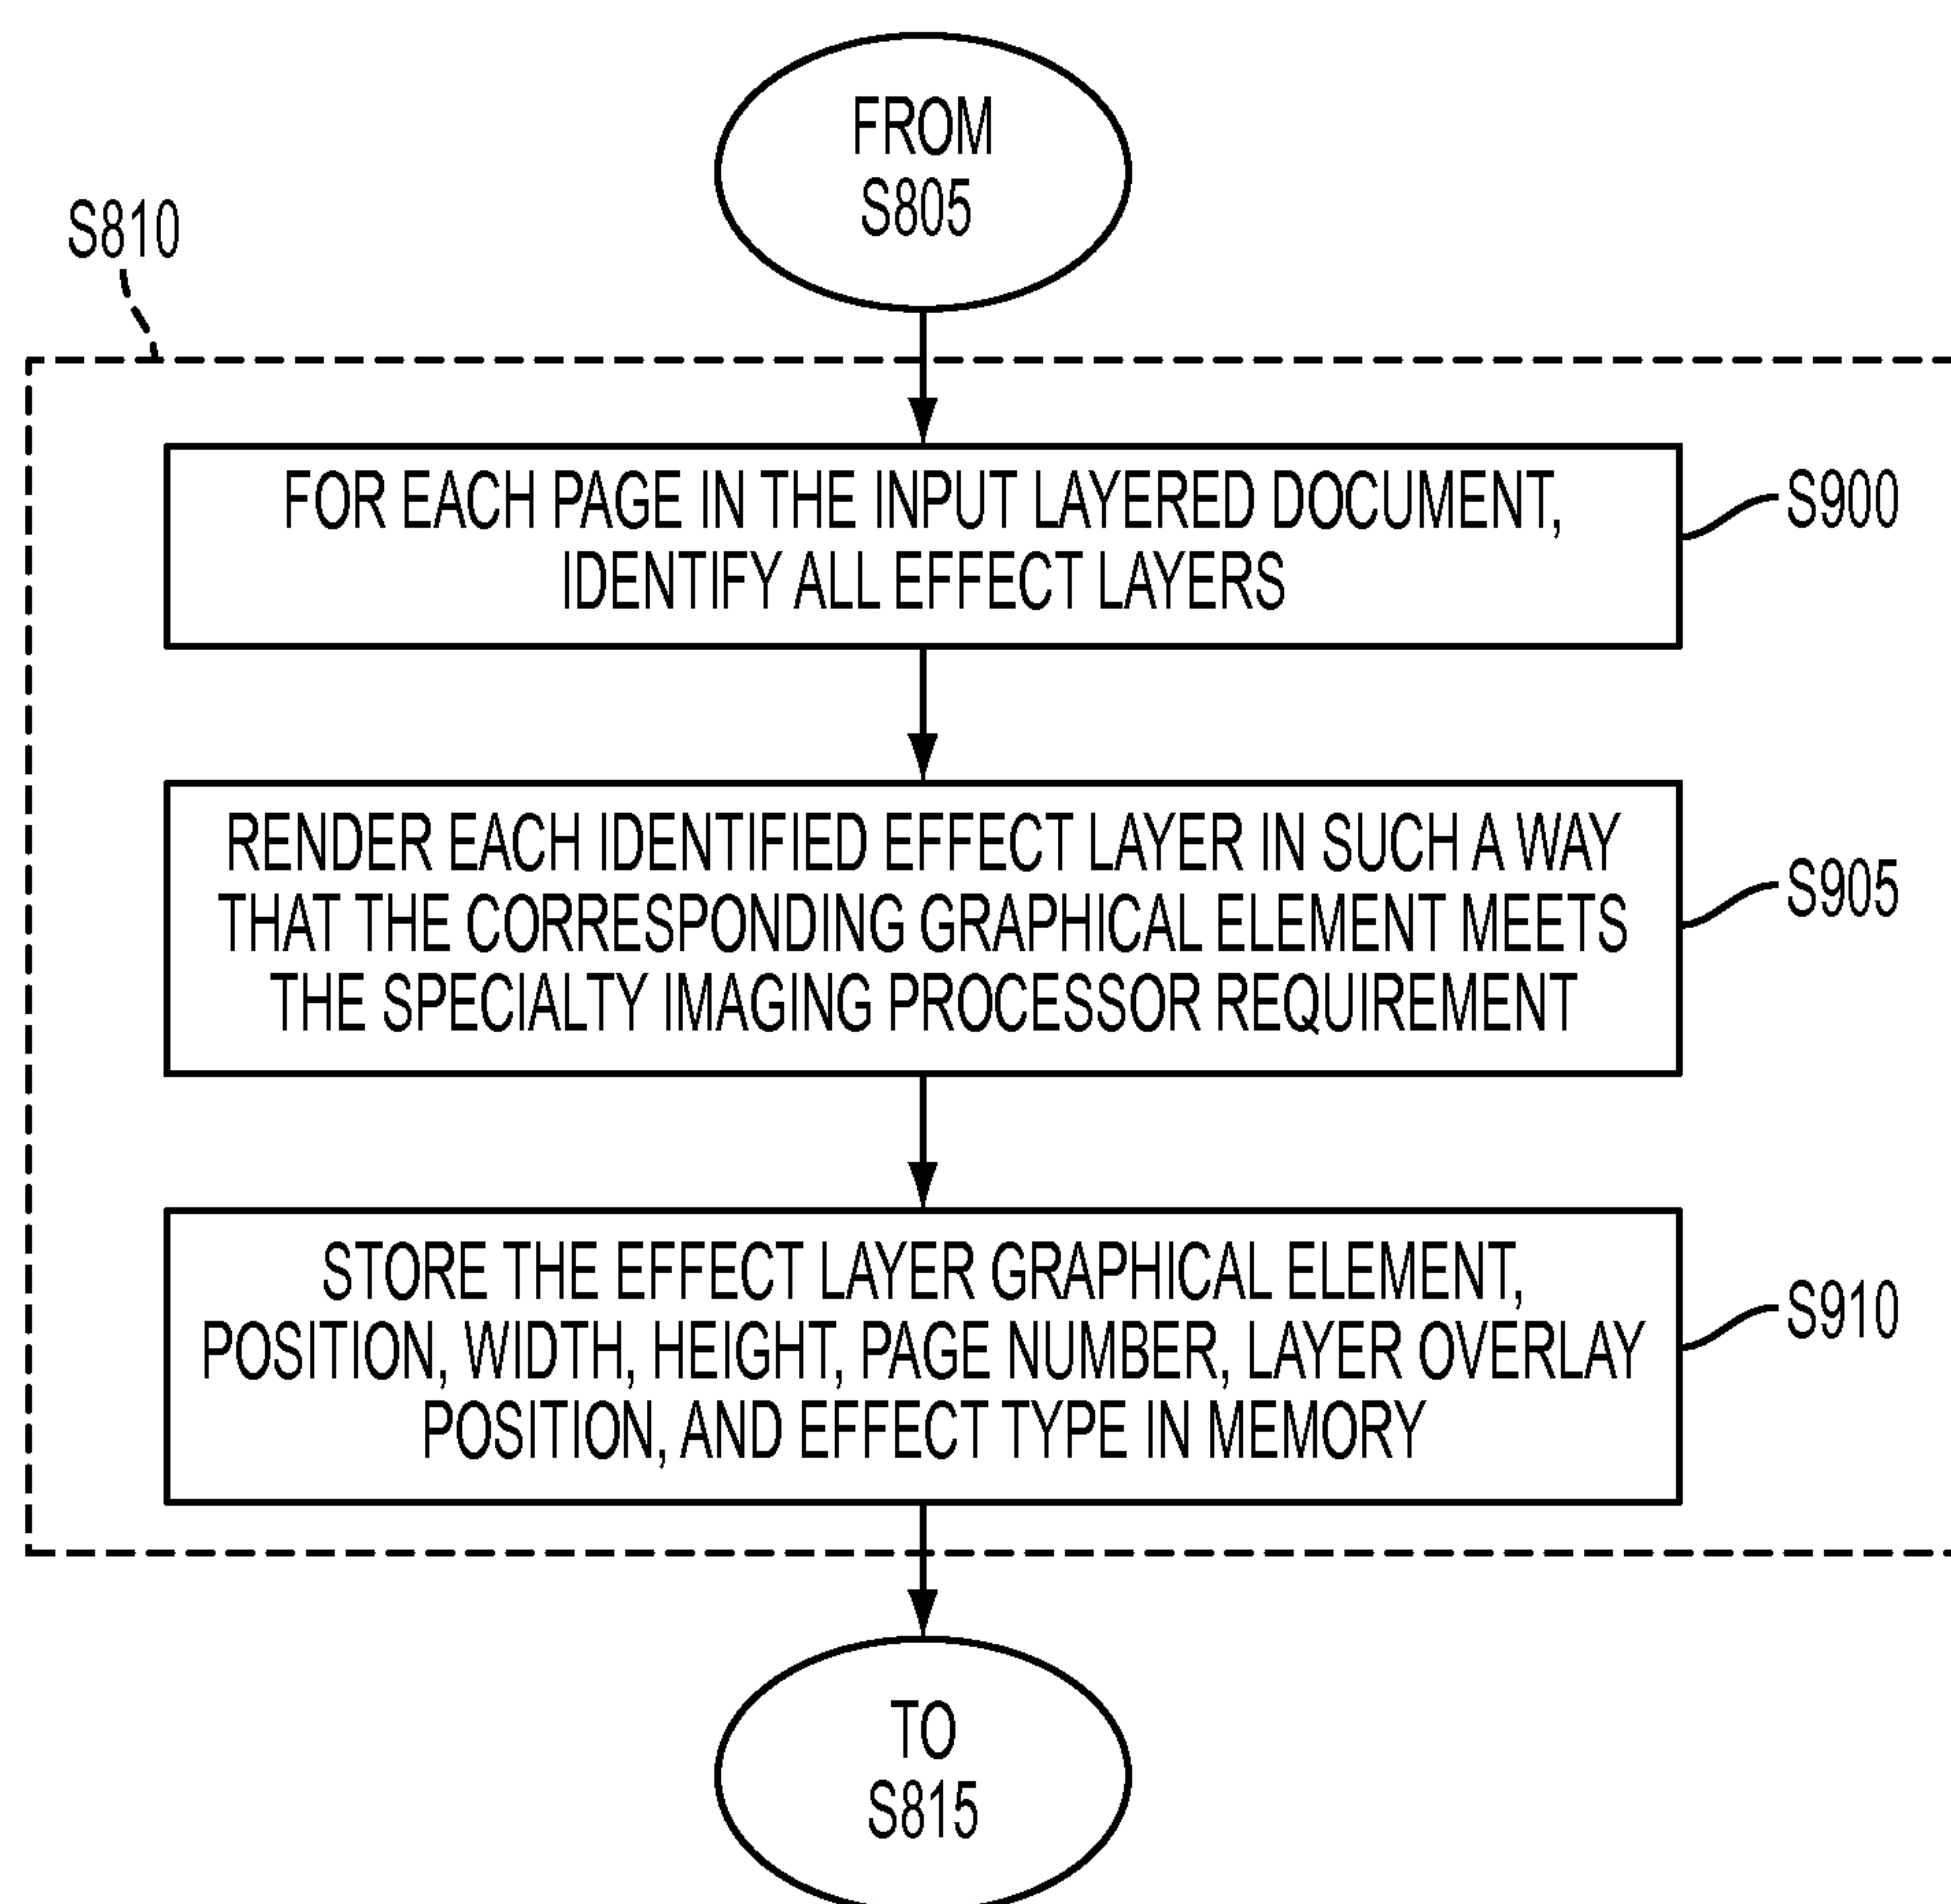 FROM
S805
S810
FOR EACH PAGE IN THE INPUT LAYERED DOCUMENT,
IDENTIFY ALL EFFECT LAYERS
S900
RENDER EACH IDENTIFIED EFFECT LAYER IN SUCH A WAY
THAT THE CORRESPONDING GRAPHICAL ELEMENT MEETS
THE SPECIALTY IMAGING PROCESSOR REQUIREMENT
S905
STORE THE EFFECT LAYER GRAPHICAL ELEMENT,
POSITION, WIDTH, HEIGHT, PAGE NUMBER, LAYER OVERLAY
POSITION, AND EFFECT TYPE IN MEMORY
S910
TO
S815